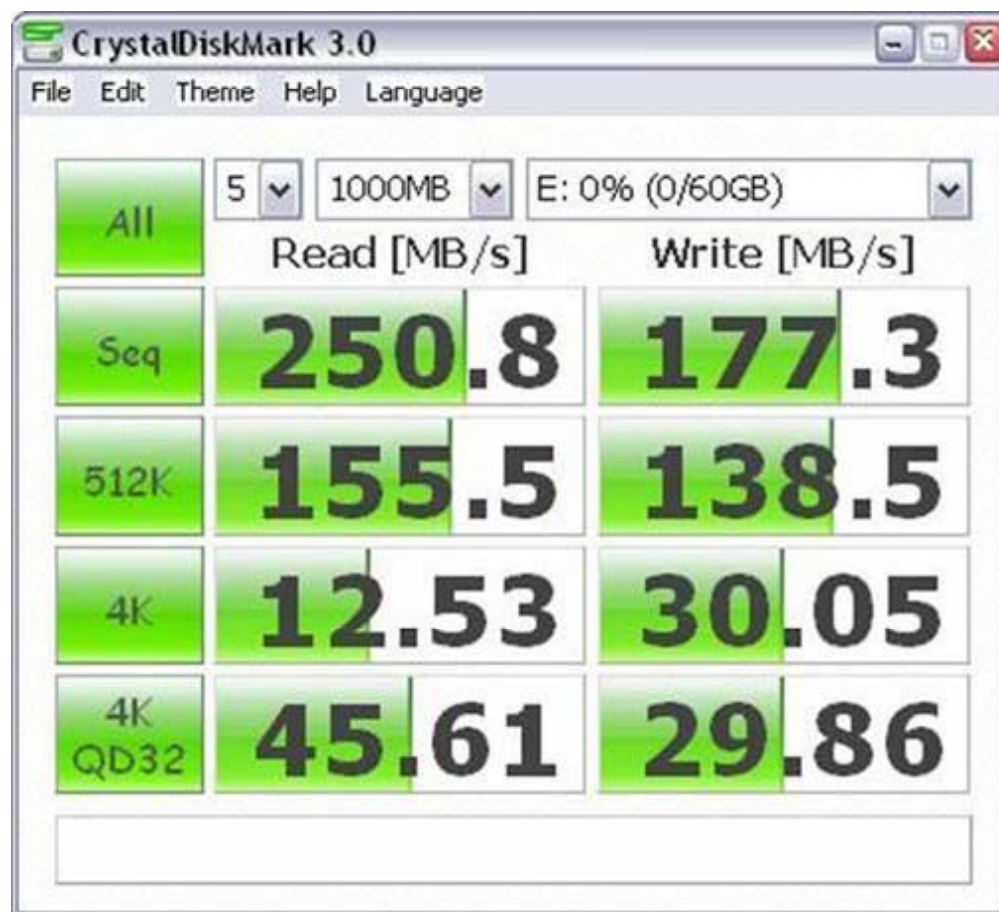 CrystalDiskMark 3.0
File Edit Theme Help Language
All 5 1000MB E: 0% (0/60GB)
Read [MB/s] Write [MB/s]
Seq 250.8 177.3
512K 155.5 138.5
4K 12.53 30.05
4K
QD32 45.61 29.86